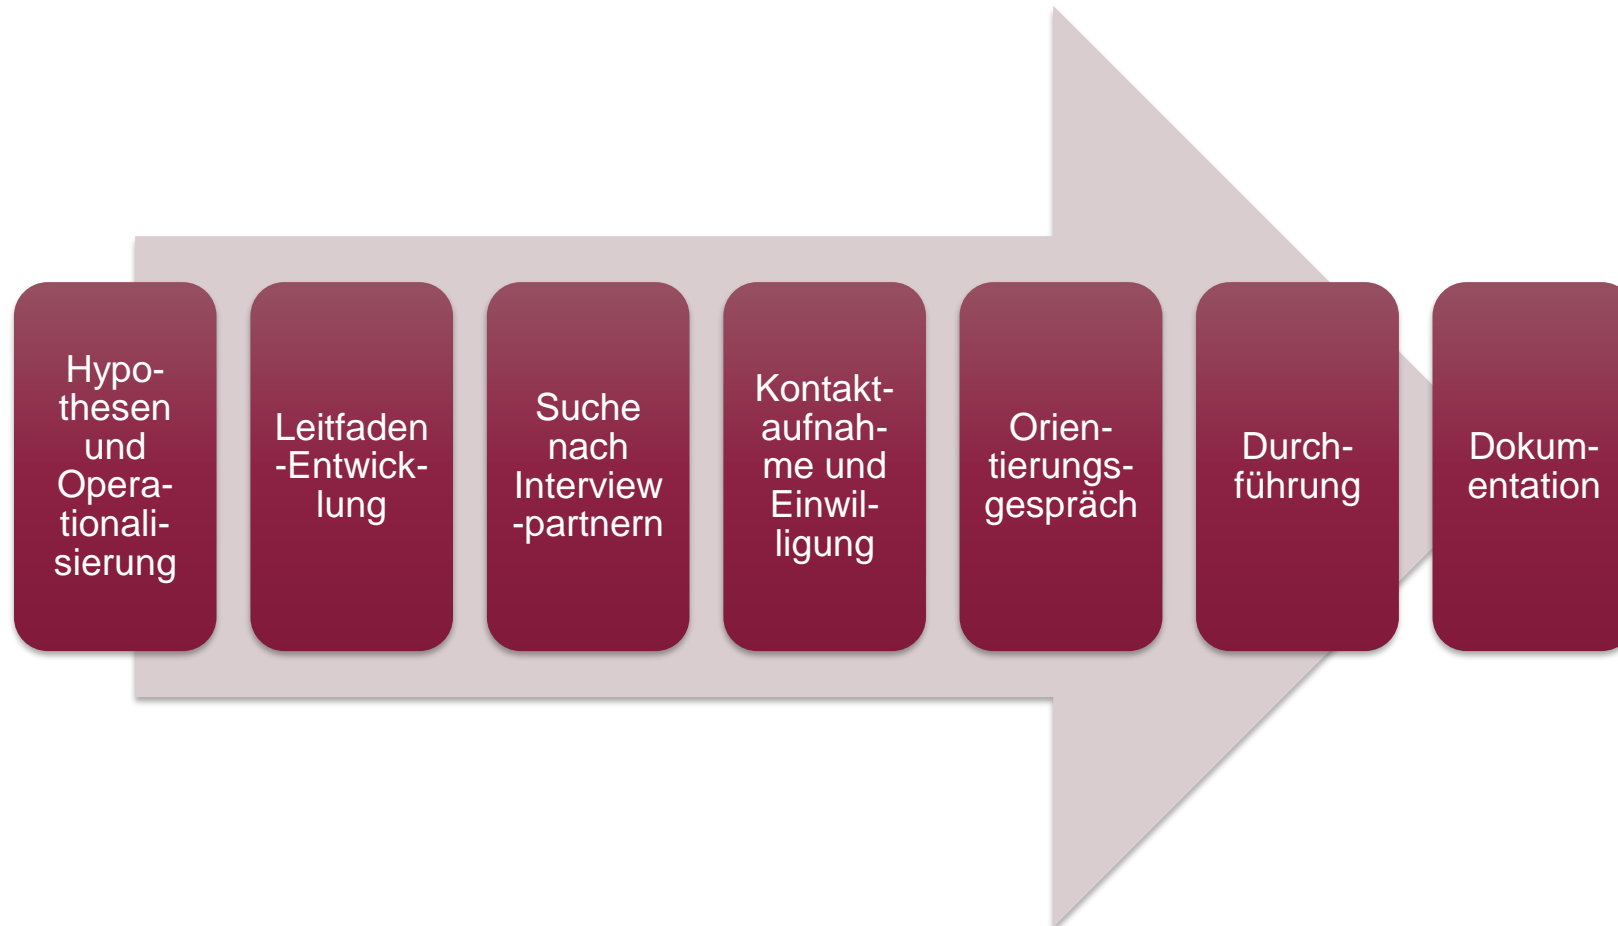 Hypo-
thesen
und
Opera-
tionali-
sierung
Leitfaden
-Entwick-
lung
Suche
nach
Interview
-partnern
Kontakt-
aufnah-
me und
Einwil-
ligung
Orien-
tierungs-
gespräch
Durch-
führung
Dokum-
entation